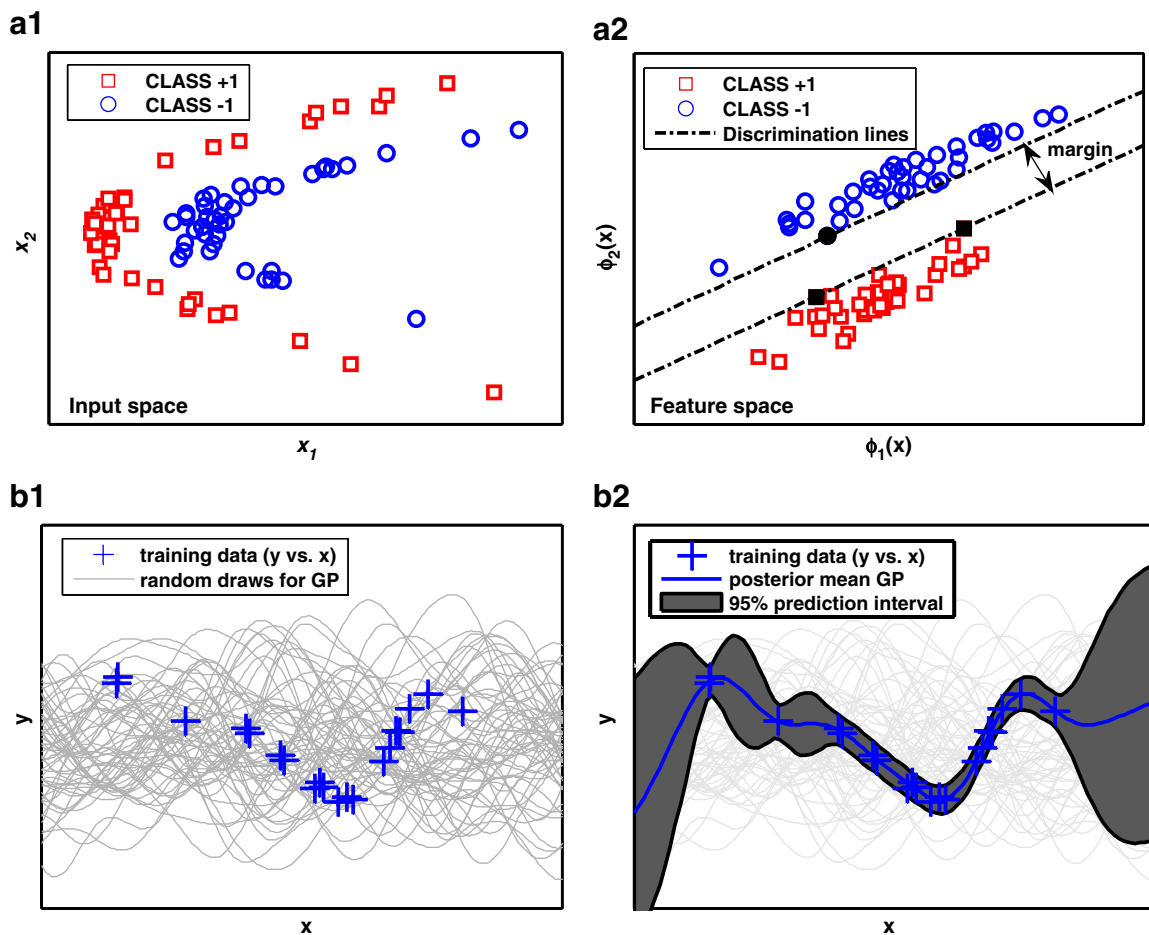 a1
CLASS +1
CLASS -1
x2
Input space
x1
a2
CLASS +1
CLASS -1
Discrimination lines
margin
ϕ2(x)
Feature space
ϕ1(x)
b1
training data (y vs. x)
random draws for GP
y
x
b2
training data (y vs. x)
posterior mean GP
95% prediction interval
y
x